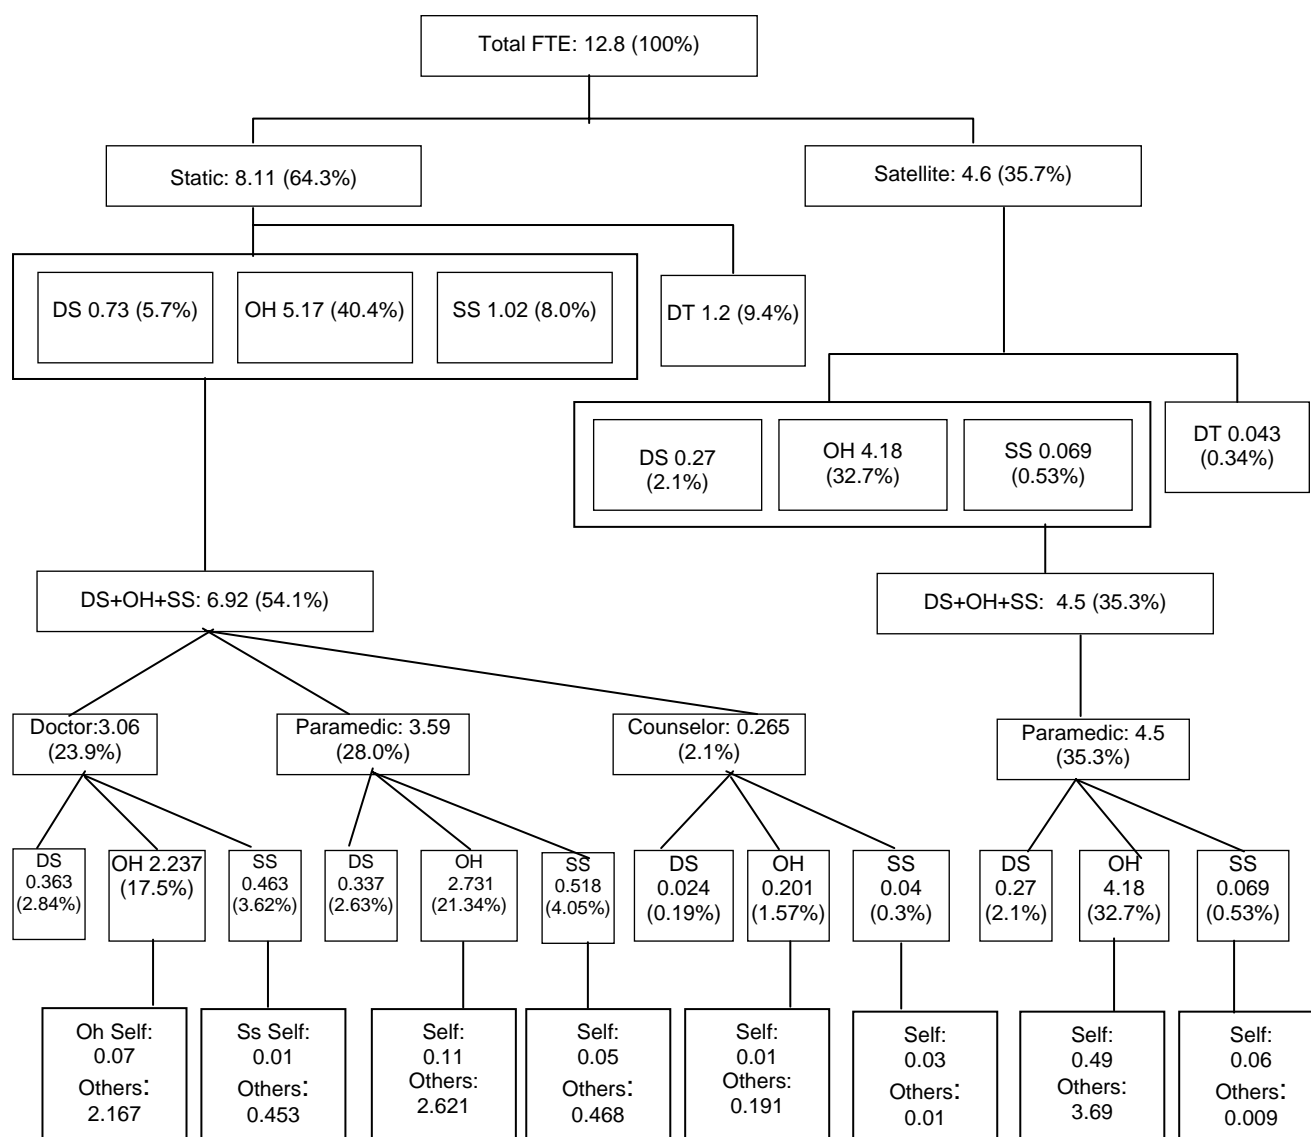 Total FTE: 12.8 (100%)
Static: 8.11 (64.3%)
Satellite: 4.6 (35.7%)
DS 0.73 (5.7%)
OH 5.17 (40.4%)
SS 1.02 (8.0%)
DT 1.2 (9.4%)
DS 0.27
(2.1%)
OH 4.18
(32.7%)
SS 0.069
(0.53%)
DT 0.043
(0.34%)
DS+OH+SS: 6.92 (54.1%)
DS+OH+SS: 4.5 (35.3%)
Doctor:3.06
(23.9%)
Paramedic: 3.59
(28.0%)
Counselor: 0.265
(2.1%)
Paramedic: 4.5
(35.3%)
DS
0.363
(2.84%)
OH 2.237
(17.5%)
SS
0.463
(3.62%)
DS
0.337
(2.63%)
OH
2.731
(21.34%)
SS
0.518
(4.05%)
DS
0.024
(0.19%)
OH
0.201
(1.57%)
SS
0.04
(0.3%)
DS
0.27
(2.1%)
OH
4.18
(32.7%)
SS
0.069
(0.53%)
Oh Self:
0.07
Others:
2.167
Ss Self:
0.01
Others:
0.453
Self:
0.11
Others:
2.621
Self:
0.05
Others:
0.468
Self:
0.01
Others:
0.191
Self:
0.03
Others:
0.01
Self:
0.49
Others:
3.69
Self:
0.06
Others:
0.009